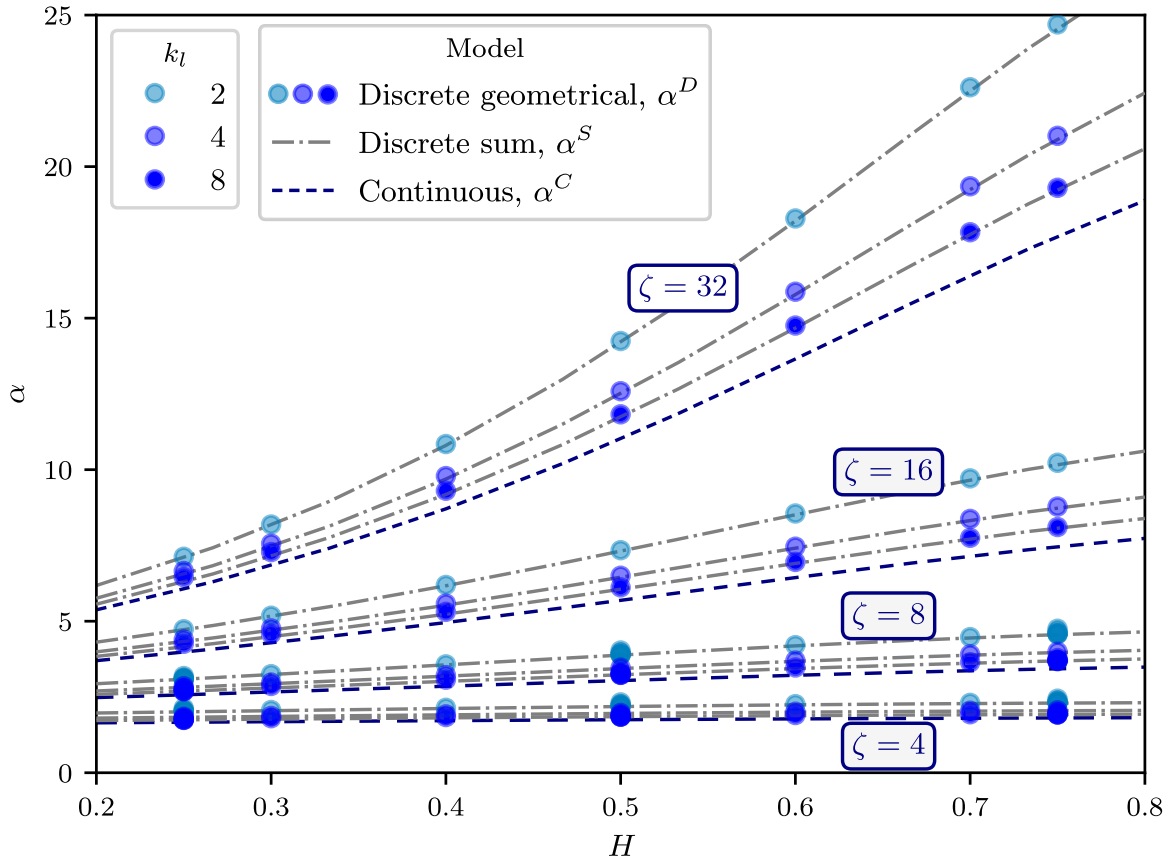 25
20
15
10
5
0
α
k_l
2
4
8
Model
Discrete geometrical, α^D
Discrete sum, α^S
Continuous, α^C
ζ = 32
ζ = 16
ζ = 8
ζ = 4
0.2 0.3 0.4 0.5 0.6 0.7 0.8
H